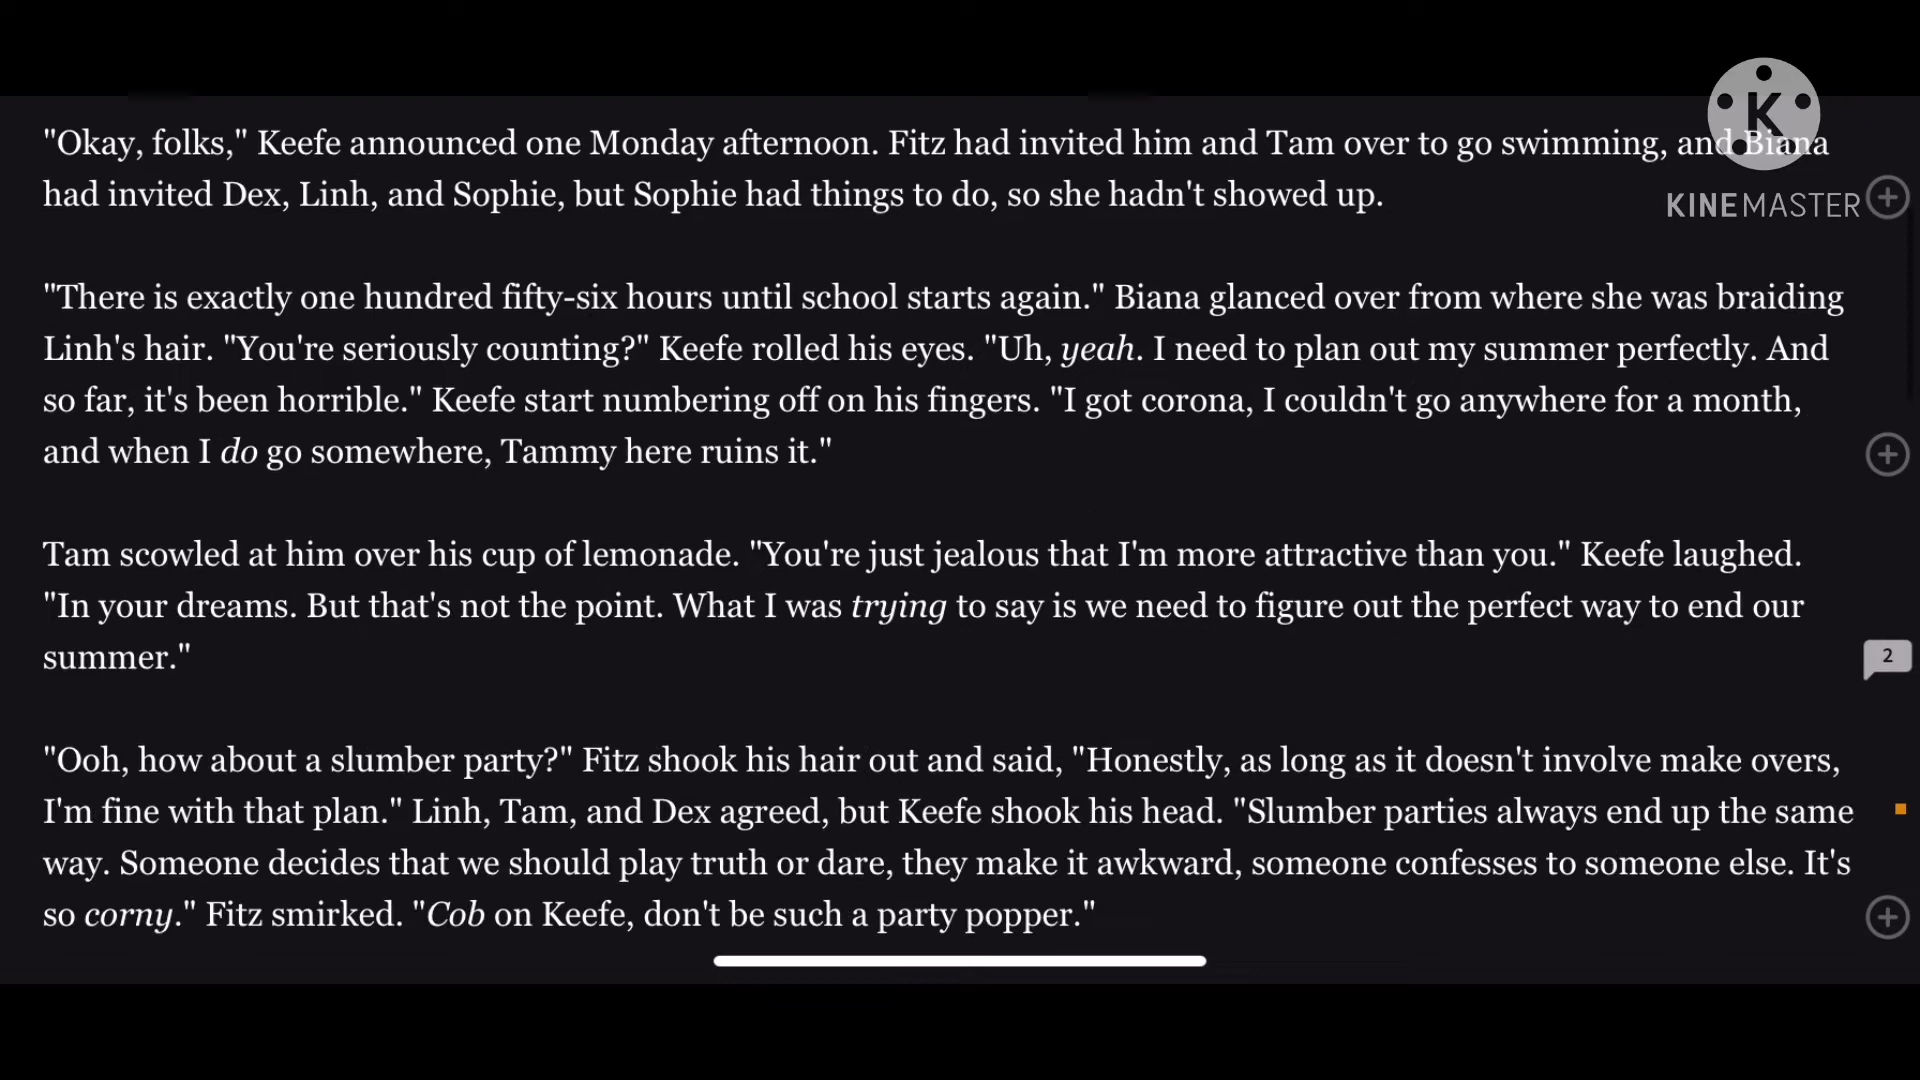 "Okay, folks," Keefe announced one Monday afternoon. Fitz had invited him and Tam over to go swimming, and Biana
had invited Dex, Linh, and Sophie, but Sophie had things to do, so she hadn't showed up.
K
KINEMASTER
"There is exactly one hundred fifty-six hours until school starts again." Biana glanced over from where she was braiding
Linh's hair. "You're seriously counting?" Keefe rolled his eyes. "Uh, yeah. I need to plan out my summer perfectly. And
so far, it's been horrible." Keefe start numbering off on his fingers. "I got corona, I couldn't go anywhere for a month,
and when I do go somewhere, Tammy here ruins it."
Tam scowled at him over his cup of lemonade. "You're just jealous that I'm more attractive than you." Keefe laughed.
"In your dreams. But that's not the point. What I was trying to say is we need to figure out the perfect way to end our
summer."
2
"Ooh, how about a slumber party?" Fitz shook his hair out and said, "Honestly, as long as it doesn't involve make overs,
I'm fine with that plan." Linh, Tam, and Dex agreed, but Keefe shook his head. "Slumber parties always end up the same
way. Someone decides that we should play truth or dare, they make it awkward, someone confesses to someone else. It's
so corny." Fitz smirked. "Cob on Keefe, don't be such a party popper."